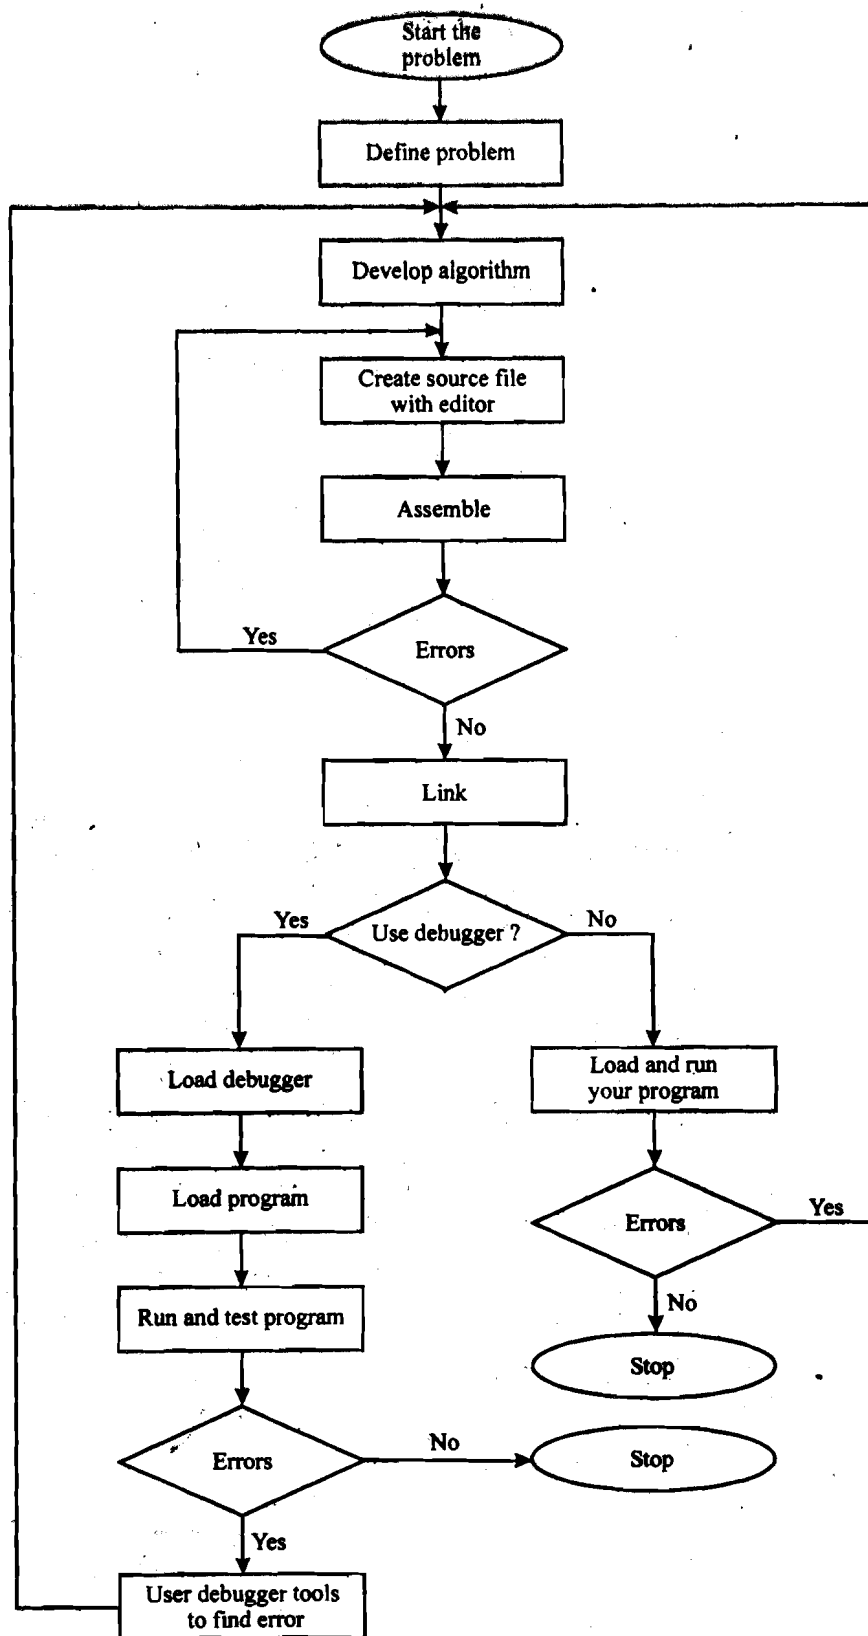 Start the
problem
Define problem
Develop algorithm
Create source file
with editor
Assemble
Yes
Errors
No
Link
Yes
Use debugger ?
No
Load debugger
Load and run
your program
Load program
Errors
Yes
Run and test program
No
Stop
Errors
No
Stop
Yes
User debugger tools
to find error